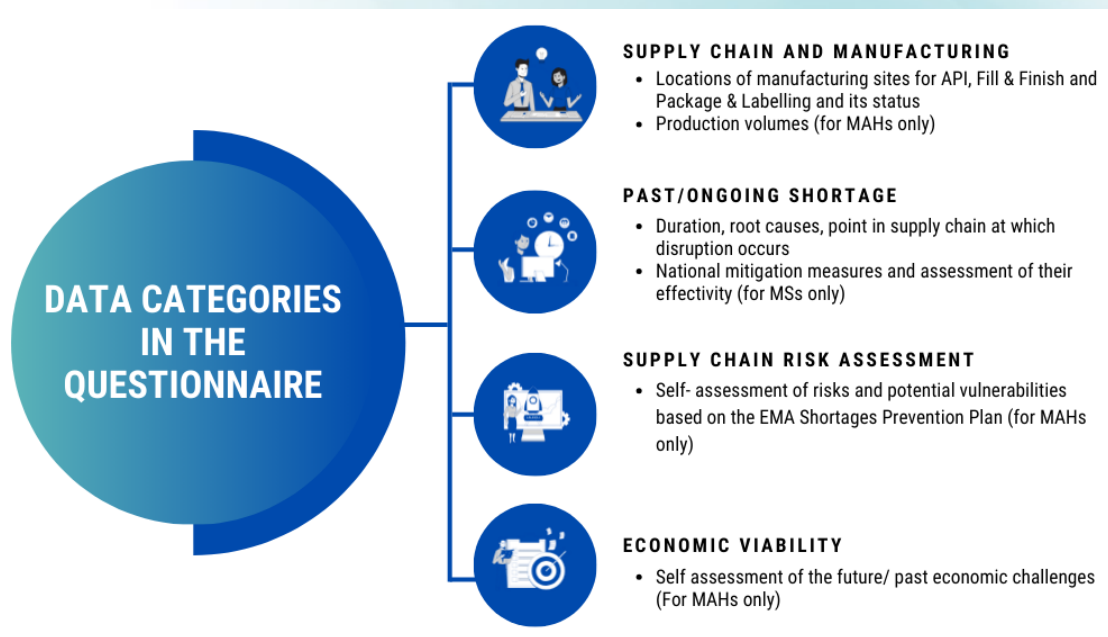 DATA CATEGORIES
IN THE
QUESTIONNAIRE
SUPPLY CHAIN AND MANUFACTURING
• Locations of manufacturing sites for API, Fill & Finish and
Package & Labelling and its status
• Production volumes (for MAHs only)
PAST/ONGOING SHORTAGE
• Duration, root causes, point in supply chain at which
disruption occurs
• National mitigation measures and assessment of their
effectivity (for MSs only)
SUPPLY CHAIN RISK ASSESSMENT
• Self- assessment of risks and potential vulnerabilities
based on the EMA Shortages Prevention Plan (for MAHs
only)
ECONOMIC VIABILITY
• Self assessment of the future/ past economic challenges
(For MAHs only)